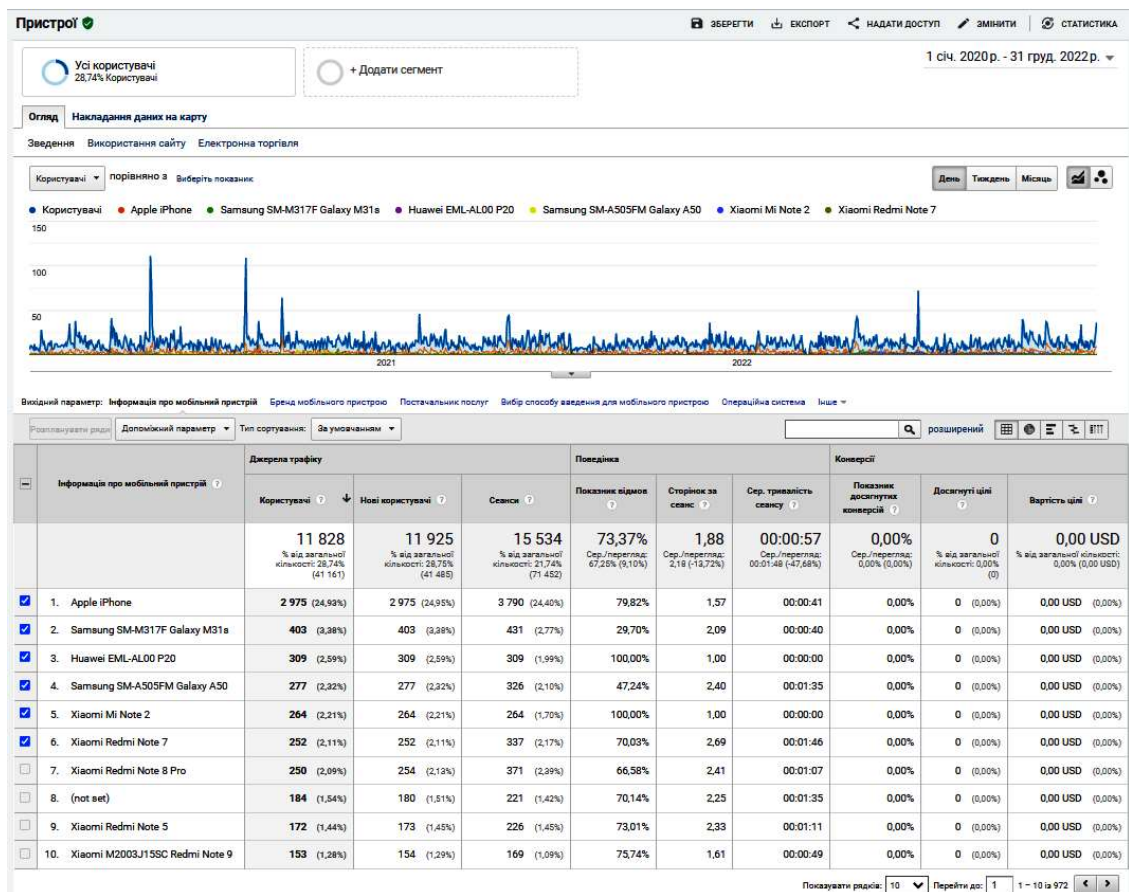 Пристрої
ЗБЕРЕГТИ ЕКСПОРТ НАДАТИ ДОСТУП ЗМІНИТИ СТАТИСТИКА
Усі користувачі
28,74% Користувачі
+ Додати сегмент
1 січ. 2020 р. - 31 груд. 2022 р.
Огляд Накладання даних на карту
Зведення Використання сайту Електронна торгівля
Користувачі порівняно з Виберіть показник
День Тиждень Місяць
Користувачі Apple iPhone Samsung SM-M317F Galaxy M31s Huawei EML-AL00 P20 Samsung SM-A505FM Galaxy A50 Xiaomi Mi Note 2 Xiaomi Redmi Note 7
150
100
50
2021 2022
Вихідний параметр: Інформація про мобільний пристрій Бренд мобільного пристрою Постачальник послуг Вибір способу введення для мобільного пристрою Операційна система Інше
Розпланувати ряди Допоміжний параметр Тип сортування: За умовчанням розширений
Інформація про мобільний пристрій ?
Джерела трафіку Поведінка Конверсії
Користувачі ? Нові користувачі ? Сеанси ? Показник відмов ? Сторінок за сеанс ? Сер. тривалість сеансу ? Показник досягнутих конверсій ? Досягнуті цілі ? Вартість цілі ?
11 828 11 925 15 534 73,37% 1,88 00:00:57 0,00% 0 0,00 USD
% від загальної кількості: 28,74% (41 161) % від загальної кількості: 28,75% (41 485) % від загальної кількості: 21,74% (71 452) Сер./перегляд: 67,25% (9,10%) Сер./перегляд: 2,18 (-13,72%) Сер./перегляд: 00:01:48 (-47,68%) Сер./перегляд: 0,00% (0,00%) % від загальної кількості: 0,00% (0) % від загальної кількості: 0,00% (0,00 USD)
1. Apple iPhone 2 975 (24,93%) 2 975 (24,95%) 3 790 (24,40%) 79,82% 1,57 00:00:41 0,00% 0 (0,00%) 0,00 USD (0,00%)
2. Samsung SM-M317F Galaxy M31s 403 (3,38%) 403 (3,38%) 431 (2,77%) 29,70% 2,09 00:00:40 0,00% 0 (0,00%) 0,00 USD (0,00%)
3. Huawei EML-AL00 P20 309 (2,59%) 309 (2,59%) 309 (1,99%) 100,00% 1,00 00:00:00 0,00% 0 (0,00%) 0,00 USD (0,00%)
4. Samsung SM-A505FM Galaxy A50 277 (2,32%) 277 (2,32%) 326 (2,10%) 47,24% 2,40 00:01:35 0,00% 0 (0,00%) 0,00 USD (0,00%)
5. Xiaomi Mi Note 2 264 (2,21%) 264 (2,21%) 264 (1,70%) 100,00% 1,00 00:00:00 0,00% 0 (0,00%) 0,00 USD (0,00%)
6. Xiaomi Redmi Note 7 252 (2,11%) 252 (2,11%) 337 (2,17%) 70,03% 2,69 00:01:46 0,00% 0 (0,00%) 0,00 USD (0,00%)
7. Xiaomi Redmi Note 8 Pro 250 (2,09%) 254 (2,13%) 371 (2,39%) 66,58% 2,41 00:01:07 0,00% 0 (0,00%) 0,00 USD (0,00%)
8. (not set) 184 (1,54%) 180 (1,51%) 221 (1,42%) 70,14% 2,25 00:01:35 0,00% 0 (0,00%) 0,00 USD (0,00%)
9. Xiaomi Redmi Note 5 172 (1,44%) 173 (1,45%) 226 (1,45%) 73,01% 2,33 00:01:11 0,00% 0 (0,00%) 0,00 USD (0,00%)
10. Xiaomi M2003J15SC Redmi Note 9 153 (1,28%) 154 (1,29%) 169 (1,09%) 75,74% 1,61 00:00:49 0,00% 0 (0,00%) 0,00 USD (0,00%)
Показувати рядків: 10 Перейти до: 1 1 – 10 із 972